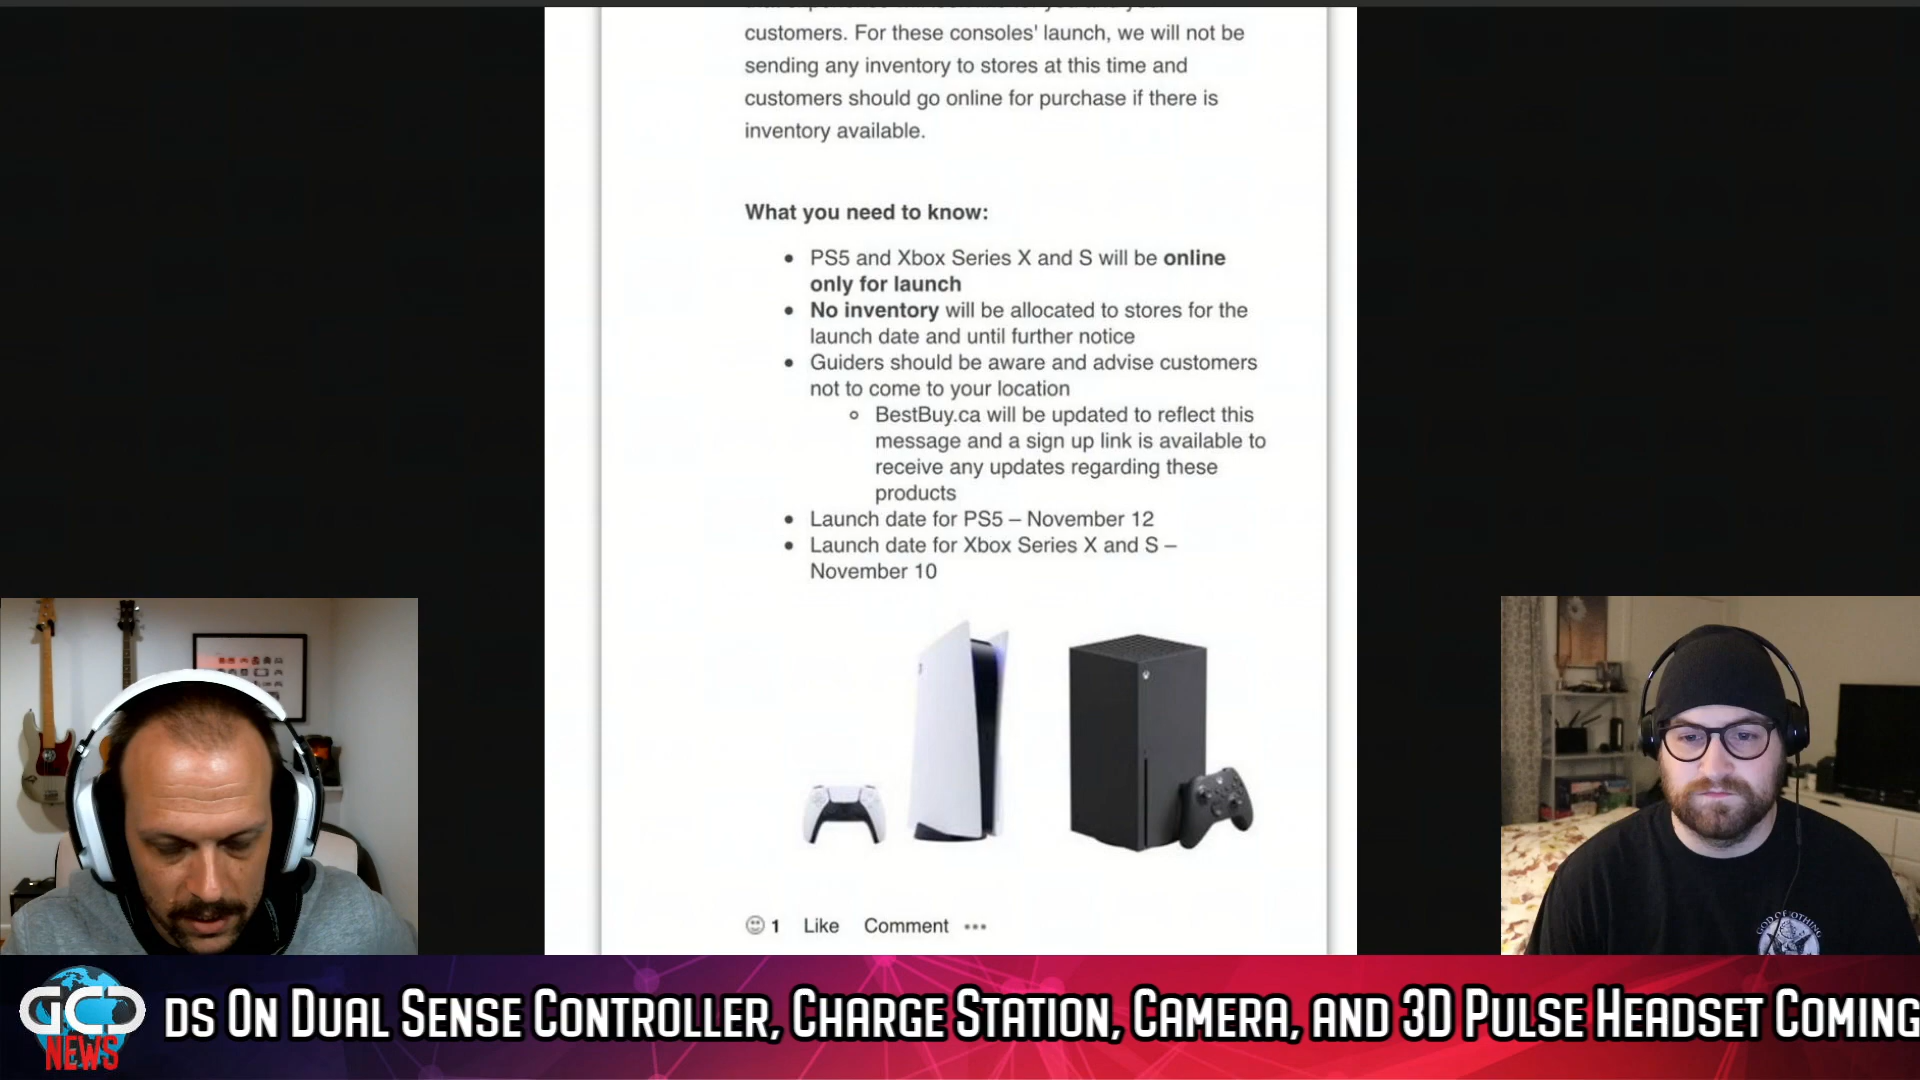 customers. For these consoles' launch, we will not be
sending any inventory to stores at this time and
customers should go online for purchase if there is
inventory available.
What you need to know:
• PS5 and Xbox Series X and S will be online
only for launch
• No inventory will be allocated to stores for the
launch date and until further notice
• Guiders should be aware and advise customers
not to come to your location
○ BestBuy.ca will be updated to reflect this
message and a sign up link is available to
receive any updates regarding these
products
• Launch date for PS5 – November 12
• Launch date for Xbox Series X and S –
November 10
1 Like Comment •••
GOD OF NOTHING
GCD
NEWS
ds On Dual Sense Controller, Charge Station, Camera, and 3D Pulse Headset Coming